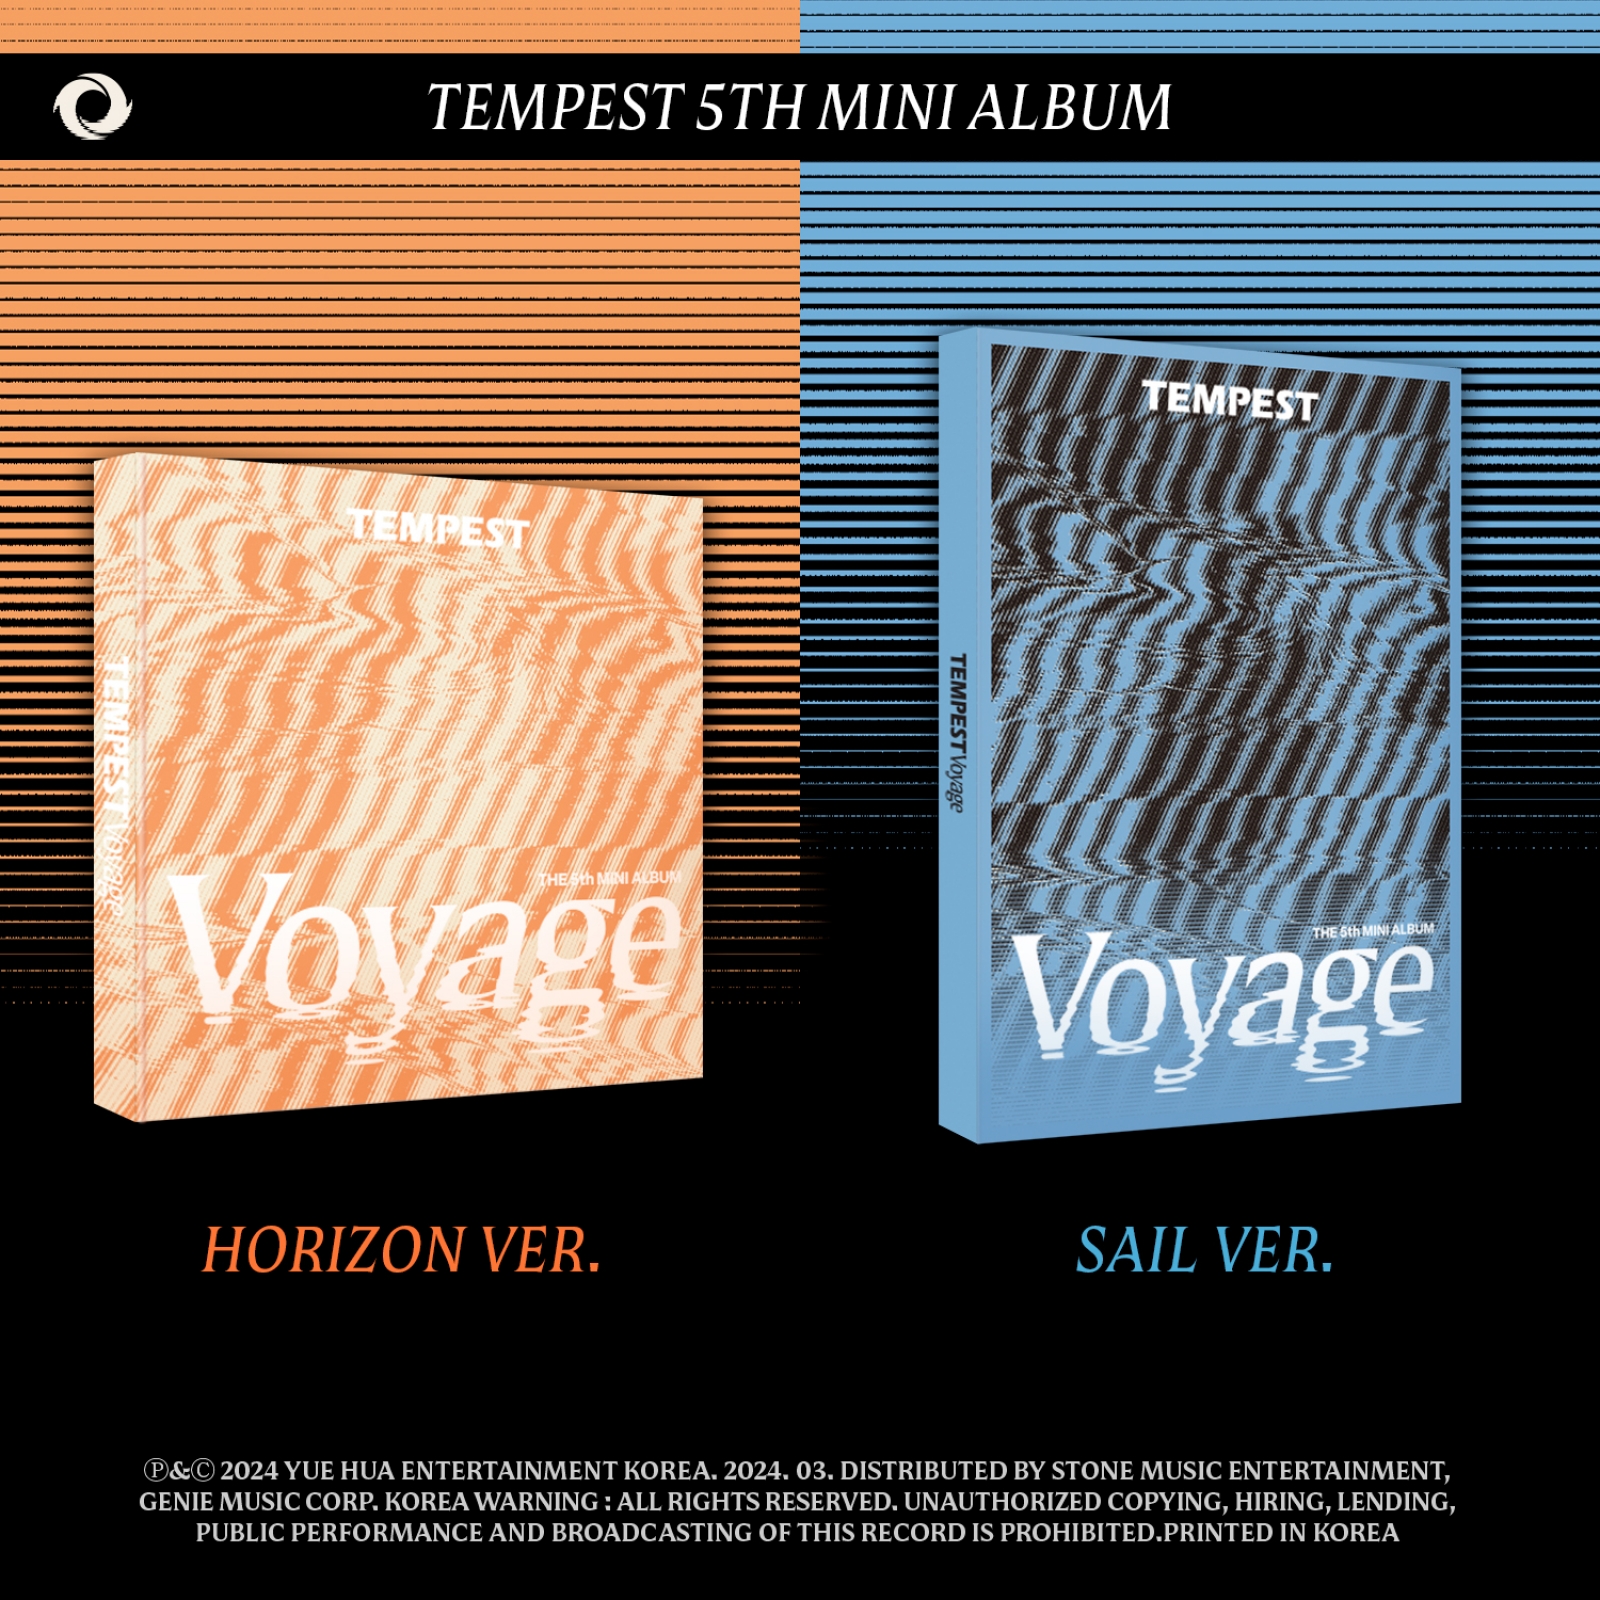 TEMPEST 5TH MINI ALBUM
TEMPEST
THE 5th MINI ALBUM
Voyage
TEMPEST Voyage
HORIZON VER.
TEMPEST
THE 5th MINI ALBUM
Voyage
TEMPEST Voyage
SAIL VER.
Ⓟ&Ⓒ 2024 YUE HUA ENTERTAINMENT KOREA. 2024. 03. DISTRIBUTED BY STONE MUSIC ENTERTAINMENT,
GENIE MUSIC CORP. KOREA WARNING : ALL RIGHTS RESERVED. UNAUTHORIZED COPYING, HIRING, LENDING,
PUBLIC PERFORMANCE AND BROADCASTING OF THIS RECORD IS PROHIBITED.PRINTED IN KOREA